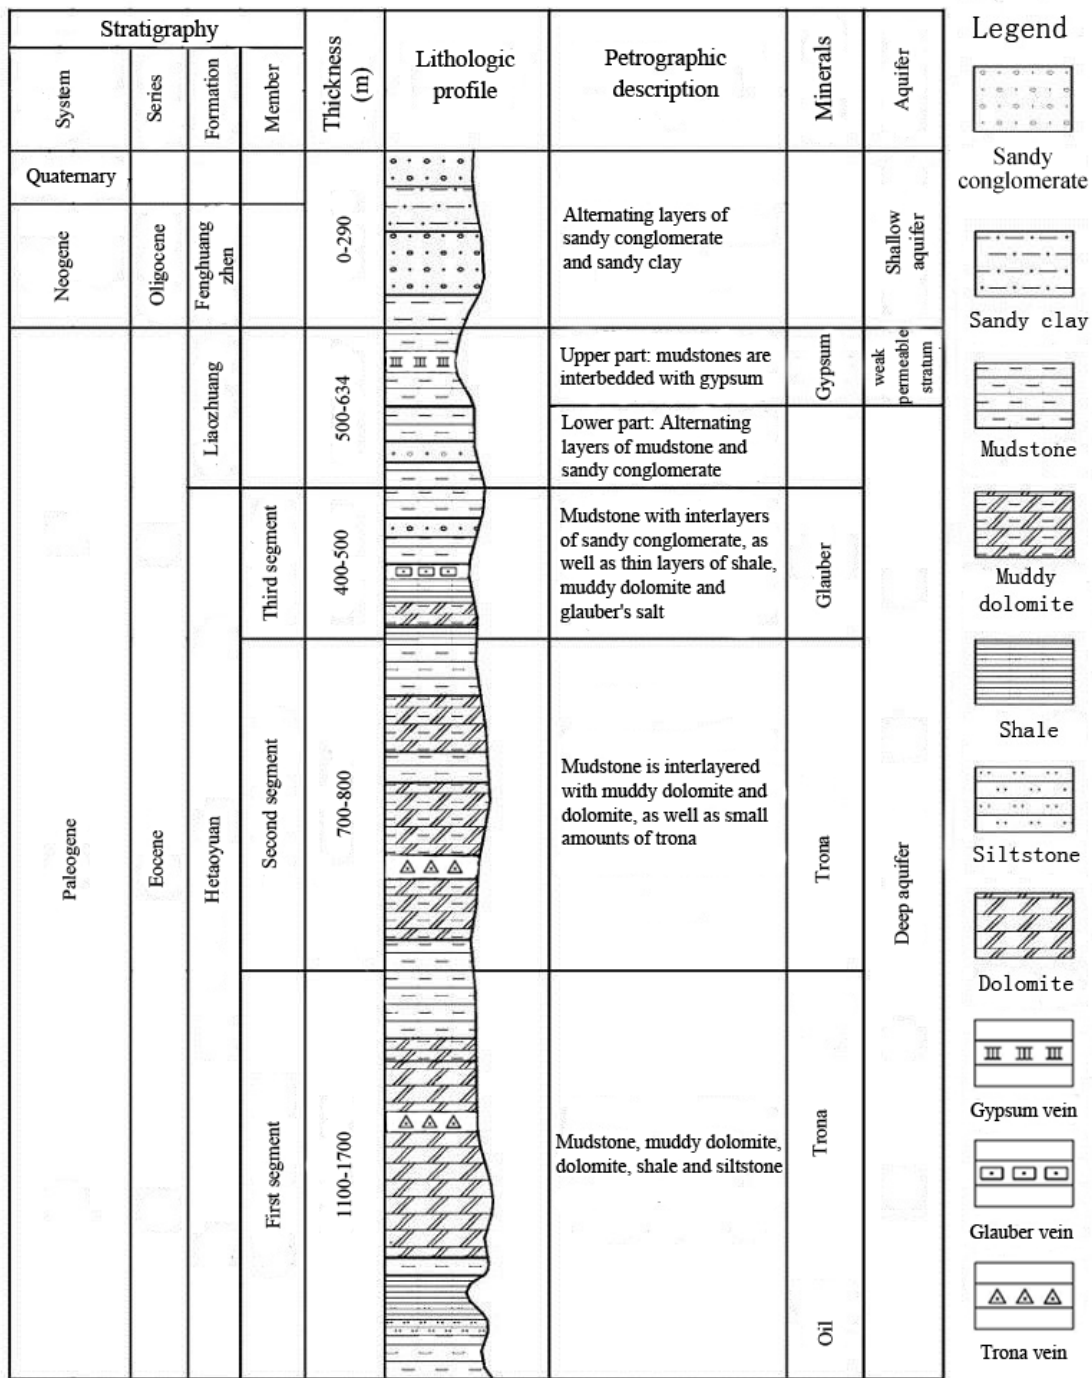 Stratigraphy
System
Series
Formation
Member
Thickness
(m)
Lithologic
profile
Petrographic
description
Minerals
Aquifer
Quaternary
Neogene
Oligocene
Fenghuang
zhen
0-290
Alternating layers of
sandy conglomerate
and sandy clay
Shallow
aquifer
Paleogene
Eocene
Liaozhuang
500-634
Upper part: mudstones are
interbedded with gypsum
Gypsum
weak
permeable
stratum
Lower part: Alternating
layers of mudstone and
sandy conglomerate
Hetaoyuan
Third segment
400-500
Mudstone with interlayers
of sandy conglomerate, as
well as thin layers of shale,
muddy dolomite and
glauber's salt
Glauber
Deep aquifer
Second segment
700-800
Mudstone is interlayered
with muddy dolomite and
dolomite, as well as small
amounts of trona
Trona
First segment
1100-1700
Mudstone, muddy dolomite,
dolomite, shale and siltstone
Trona
Oil
Legend
Sandy
conglomerate
Sandy clay
Mudstone
Muddy
dolomite
Shale
Siltstone
Dolomite
Gypsum vein
Glauber vein
Trona vein